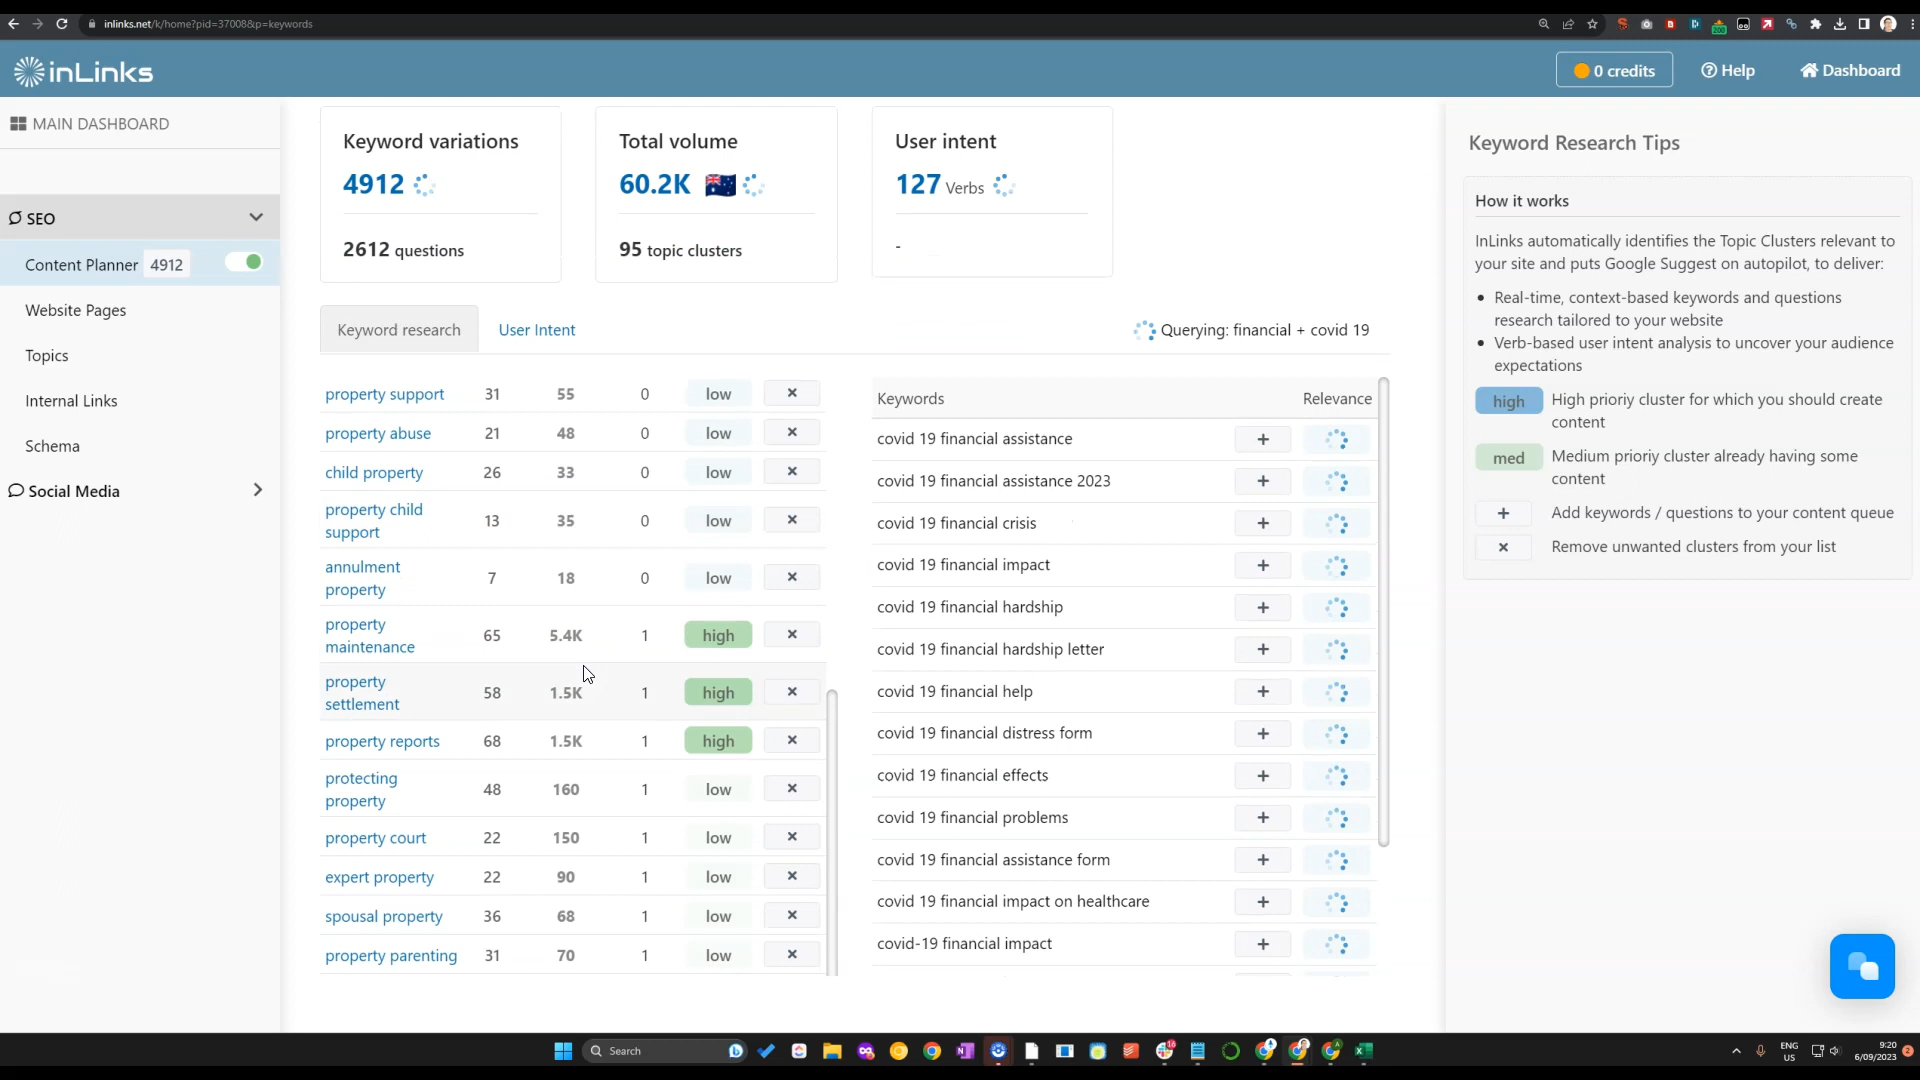 inlinks.net/k/home?pid=37008&p=keywords
inLinks
0 credits
Help
Dashboard
MAIN DASHBOARD
SEO
Content Planner 4912
Website Pages
Topics
Internal Links
Schema
Social Media
Keyword variations
4912
2612 questions
Total volume
60.2K
95 topic clusters
User intent
127 Verbs
-
Keyword research
User Intent
Querying: financial + covid 19
property support 31 55 0 low ×
property abuse 21 48 0 low ×
child property 26 33 0 low ×
property child
support 13 35 0 low ×
annulment
property 7 18 0 low ×
property
maintenance 65 5.4K 1 high ×
property
settlement 58 1.5K 1 high ×
property reports 68 1.5K 1 high ×
protecting
property 48 160 1 low ×
property court 22 150 1 low ×
expert property 22 90 1 low ×
spousal property 36 68 1 low ×
property parenting 31 70 1 low ×
Keywords Relevance
covid 19 financial assistance +
covid 19 financial assistance 2023 +
covid 19 financial crisis +
covid 19 financial impact +
covid 19 financial hardship +
covid 19 financial hardship letter +
covid 19 financial help +
covid 19 financial distress form +
covid 19 financial effects +
covid 19 financial problems +
covid 19 financial assistance form +
covid 19 financial impact on healthcare +
covid-19 financial impact +
Keyword Research Tips
How it works
InLinks automatically identifies the Topic Clusters relevant to
your site and puts Google Suggest on autopilot, to deliver:
• Real-time, context-based keywords and questions
research tailored to your website
• Verb-based user intent analysis to uncover your audience
expectations
high High prioriy cluster for which you should create
content
med Medium prioriy cluster already having some
content
+ Add keywords / questions to your content queue
× Remove unwanted clusters from your list
Search
ENG
US
9:20
6/09/2023